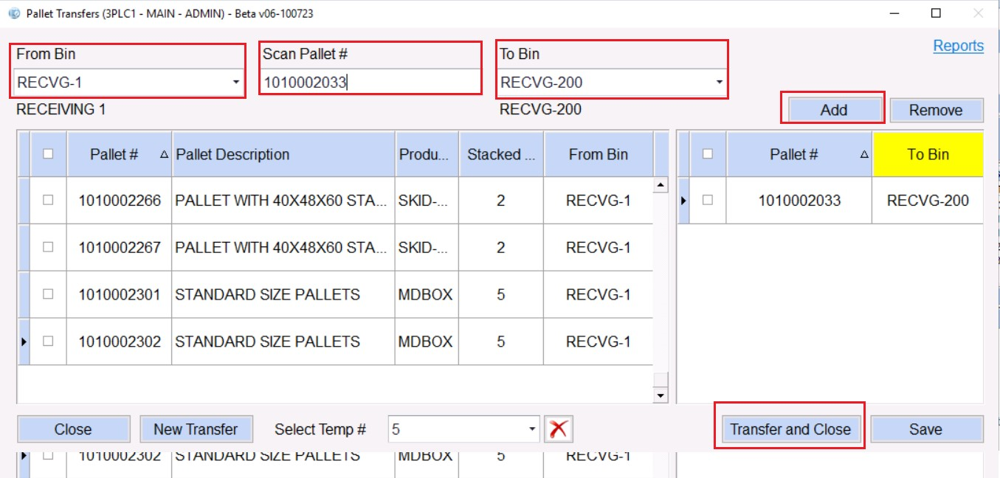 Pallet Transfers (3PLC1 - MAIN - ADMIN) - Beta v06-100723
Reports
From Bin
Scan Pallet #
To Bin
RECVG-1
1010002033
RECVG-200
RECEIVING 1
RECVG-200
Add
Remove
Pallet # Pallet Description Produ... Stacked ... From Bin
1010002266 PALLET WITH 40X48X60 STA... SKID-... 2 RECVG-1
1010002267 PALLET WITH 40X48X60 STA... SKID-... 2 RECVG-1
1010002301 STANDARD SIZE PALLETS MDBOX 5 RECVG-1
1010002302 STANDARD SIZE PALLETS MDBOX 5 RECVG-1
Pallet # To Bin
1010002033 RECVG-200
Close
New Transfer
Select Temp #
5
Transfer and Close
Save
1010002302 STANDARD SIZE PALLETS MDBOX 5 RECVG-1